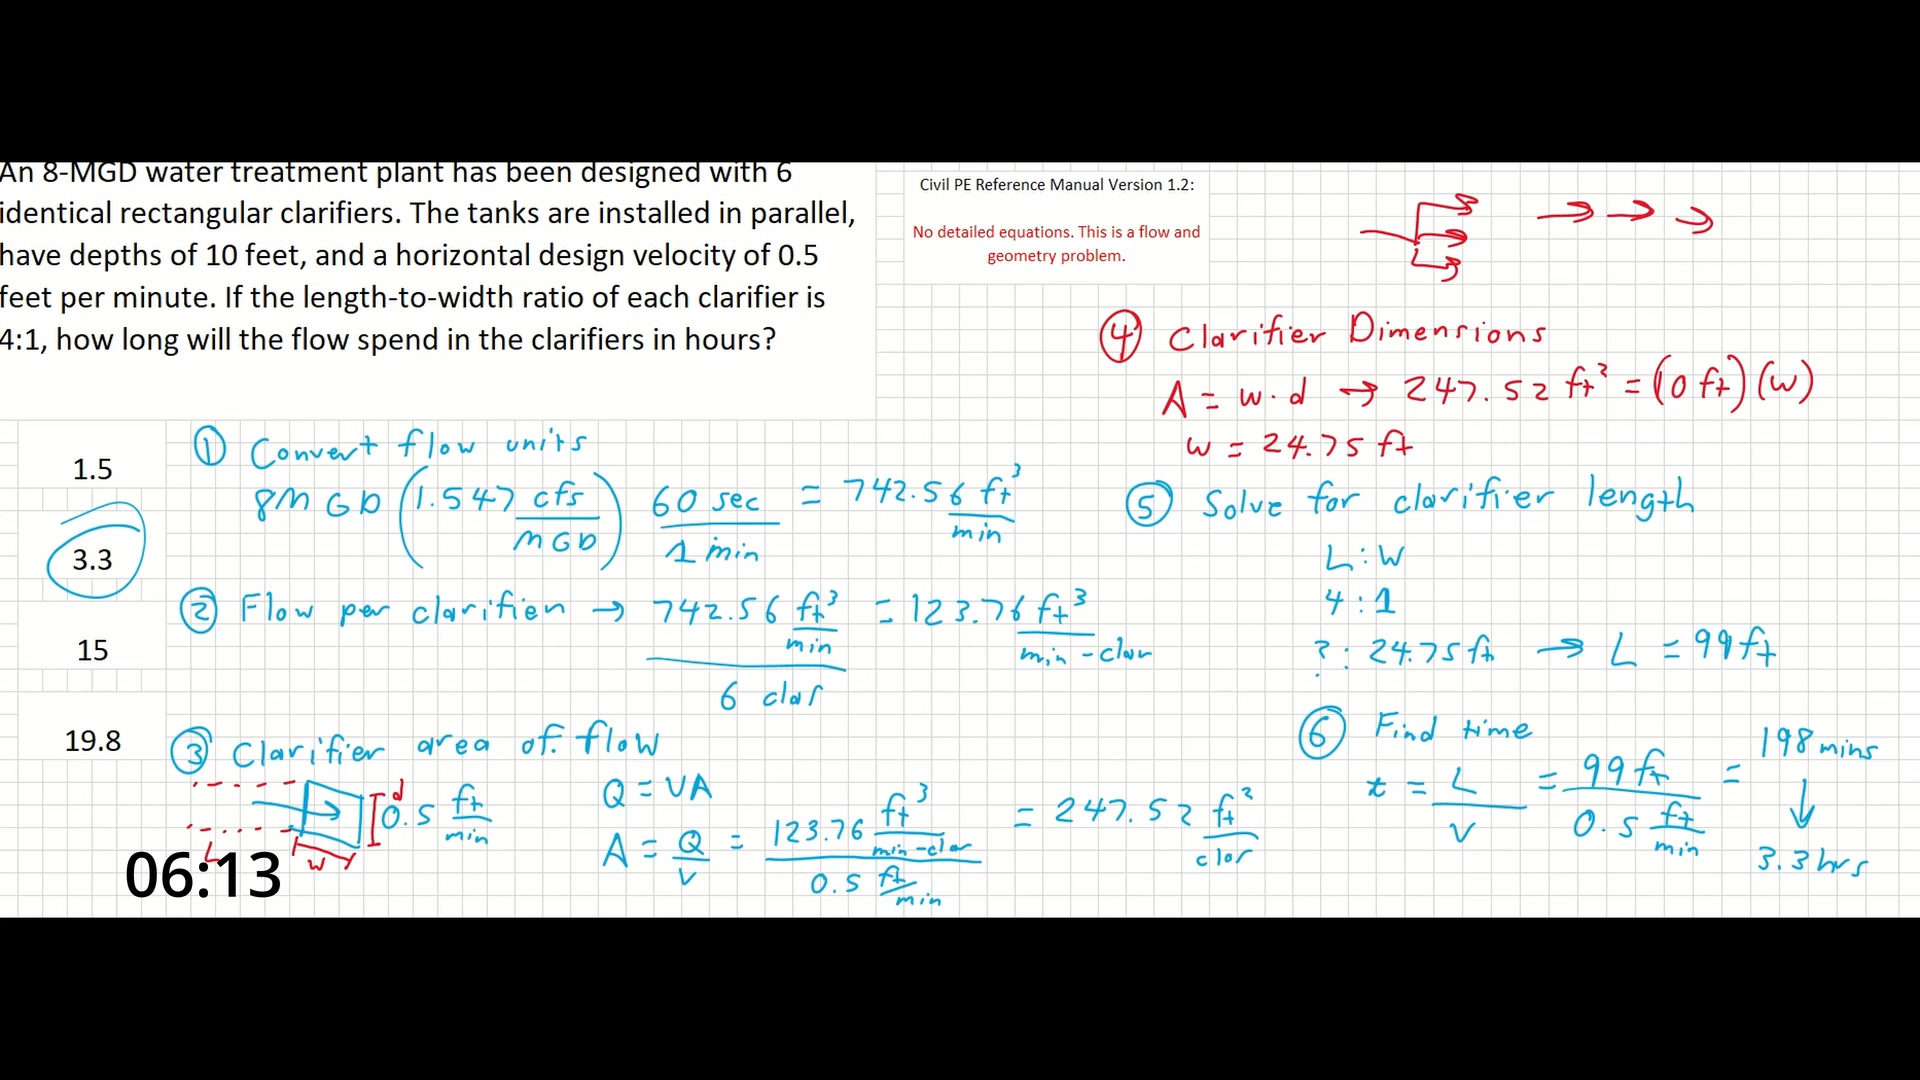 An 8-MGD water treatment plant has been designed with 6
identical rectangular clarifiers. The tanks are installed in parallel,
have depths of 10 feet, and a horizontal design velocity of 0.5
feet per minute. If the length-to-width ratio of each clarifier is
4:1, how long will the flow spend in the clarifiers in hours?
Civil PE Reference Manual Version 1.2:
No detailed equations. This is a flow and
geometry problem.
1.5
3.3
15
19.8
① Convert flow units
8MGD (1.547 cfs/MGD) 60 sec/1 min = 742.56 ft³/min
② Flow per clarifier → 742.56 ft³/min / 6 clar = 123.76 ft³/min-clar
③ Clarifier area of flow
L w d 0.5 ft/min
Q = VA
A = Q/V = 123.76 ft³/min-clar / 0.5 ft/min = 247.52 ft²/clar
④ Clarifier Dimensions
A = w·d → 247.52 ft² = (10 ft)(w)
w = 24.75 ft
⑤ Solve for clarifier length
L:W
4:1
?: 24.75 ft → L = 99 ft
⑥ Find time
t = L/V = 99 ft / 0.5 ft/min = 198 mins
↓
3.3 hrs
06:13